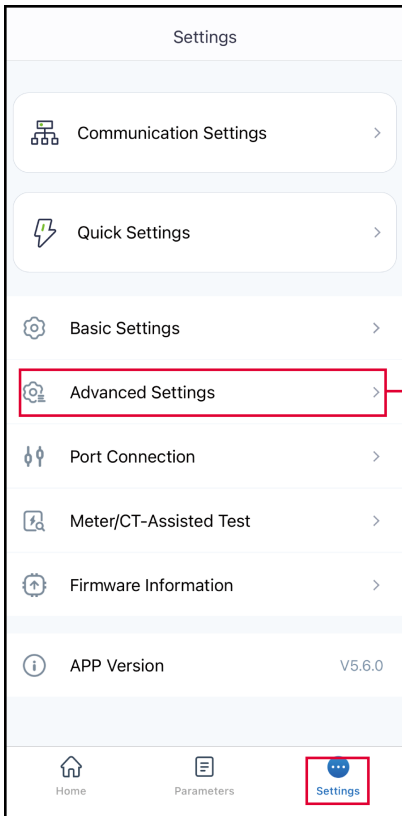 Settings
Communication Settings
Quick Settings
Basic Settings
Advanced Settings
Port Connection
Meter/CT-Assisted Test
Firmware Information
APP Version V5.6.0
Home Parameters Settings